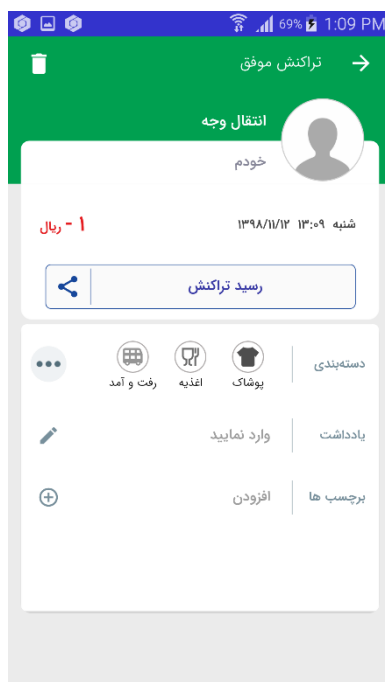 69% 1:09 PM
تراکنش موفق
انتقال وجه
خودم
شنبه ۱۳:۰۹ ۱۳۹۸/۱۱/۱۲
۱ - ریال
رسید تراکنش
دسته‌بندی
پوشاک اغذیه رفت و آمد
یادداشت وارد نمایید
برچسب ها افزودن